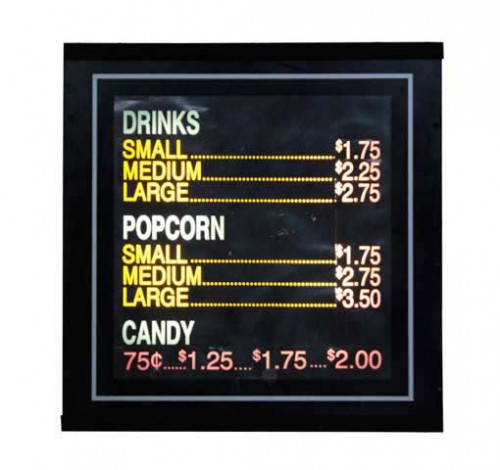 DRINKS
SMALL..............................$1.75
MEDIUM...........................$2.25
LARGE..............................$2.75
POPCORN
SMALL..............................$1.75
MEDIUM...........................$2.75
LARGE..............................$3.50
CANDY
75¢......$1.25....$1.75....$2.00